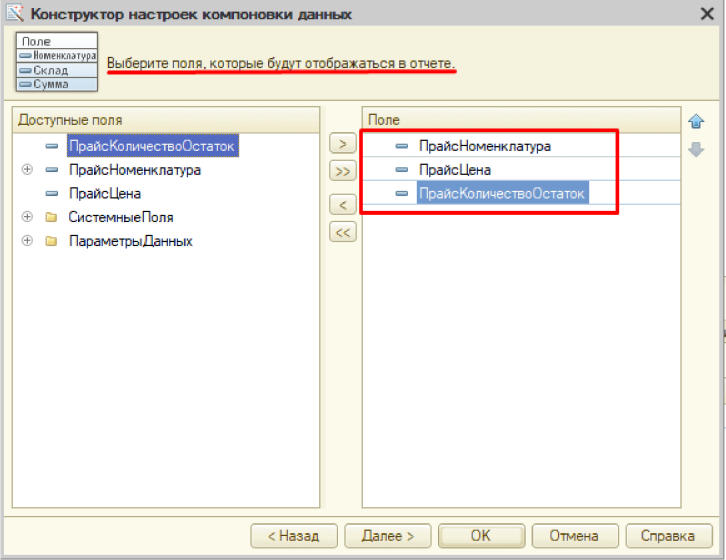 Конструктор настроек компоновки данных
Поле
Номенклатура
Склад
Сумма
Выберите поля, которые будут отображаться в отчете.
Доступные поля
ПрайсКоличествоОстаток
ПрайсНоменклатура
ПрайсЦена
СистемныеПоля
ПараметрыДанных
>
>>
<
<<
Поле
ПрайсНоменклатура
ПрайсЦена
ПрайсКоличествоОстаток
< Назад
Далее >
OK
Отмена
Справка